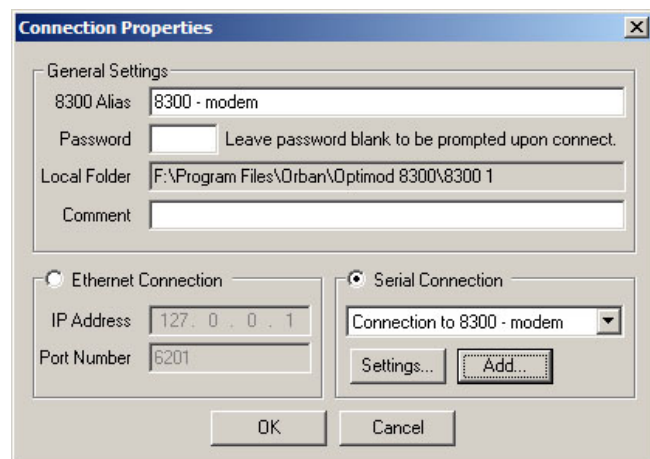 Connection Properties
General Settings
8300 Alias 8300 - modem
Password Leave password blank to be prompted upon connect.
Local Folder F:\Program Files\Orban\Optimod 8300\8300 1
Comment
Ethernet Connection
IP Address 127. 0 . 0 . 1
Port Number 6201
Serial Connection
Connection to 8300 - modem
Settings... Add...
OK Cancel